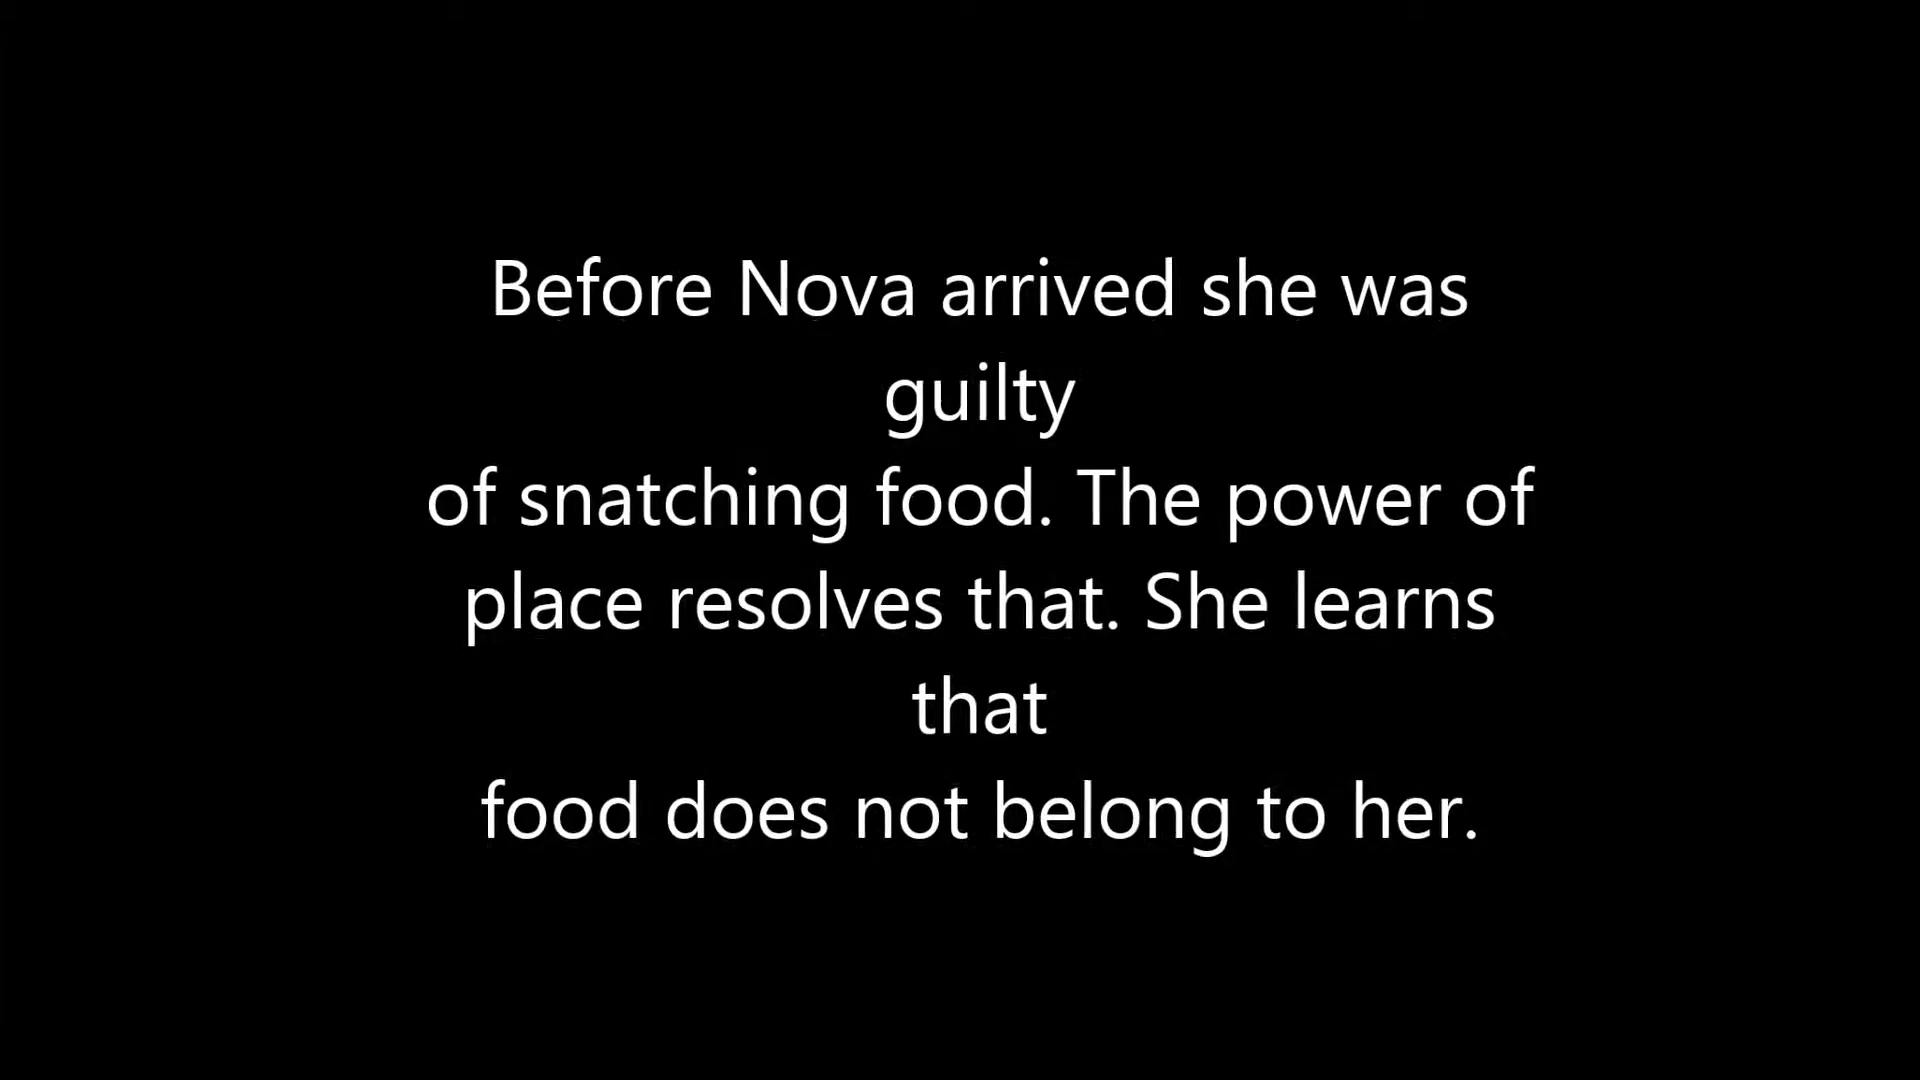 Before Nova arrived she was
guilty
of snatching food. The power of
place resolves that. She learns
that
food does not belong to her.